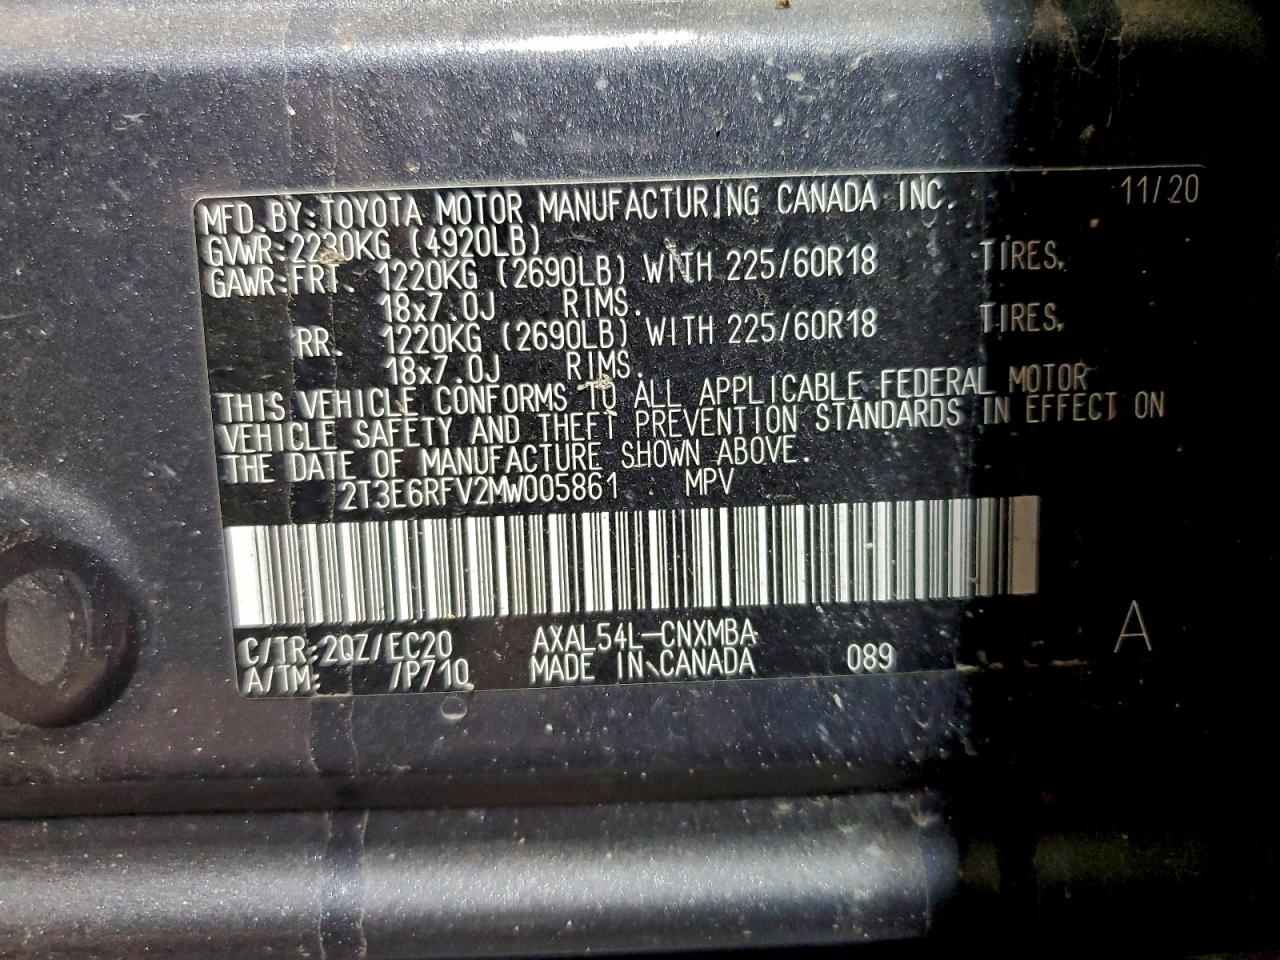 MFD. BY: TOYOTA MOTOR MANUFACTURING CANADA INC. 11/20
GVWR: 2230KG (4920LB)
GAWR: FRT. 1220KG (2690LB) WITH 225/60R18 TIRES,
18x7.0J RIMS.
RR. 1220KG (2690LB) WITH 225/60R18 TIRES,
18x7.0J RIMS.
THIS VEHICLE CONFORMS TO ALL APPLICABLE FEDERAL MOTOR
VEHICLE SAFETY AND THEFT PREVENTION STANDARDS IN EFFECT ON
THE DATE OF MANUFACTURE SHOWN ABOVE.
2T3E6RFV2MW005861 MPV
C/TR: 2QZ/EC20 AXAL54L-CNXMBA A
A/TM: /P710 MADE IN CANADA 089